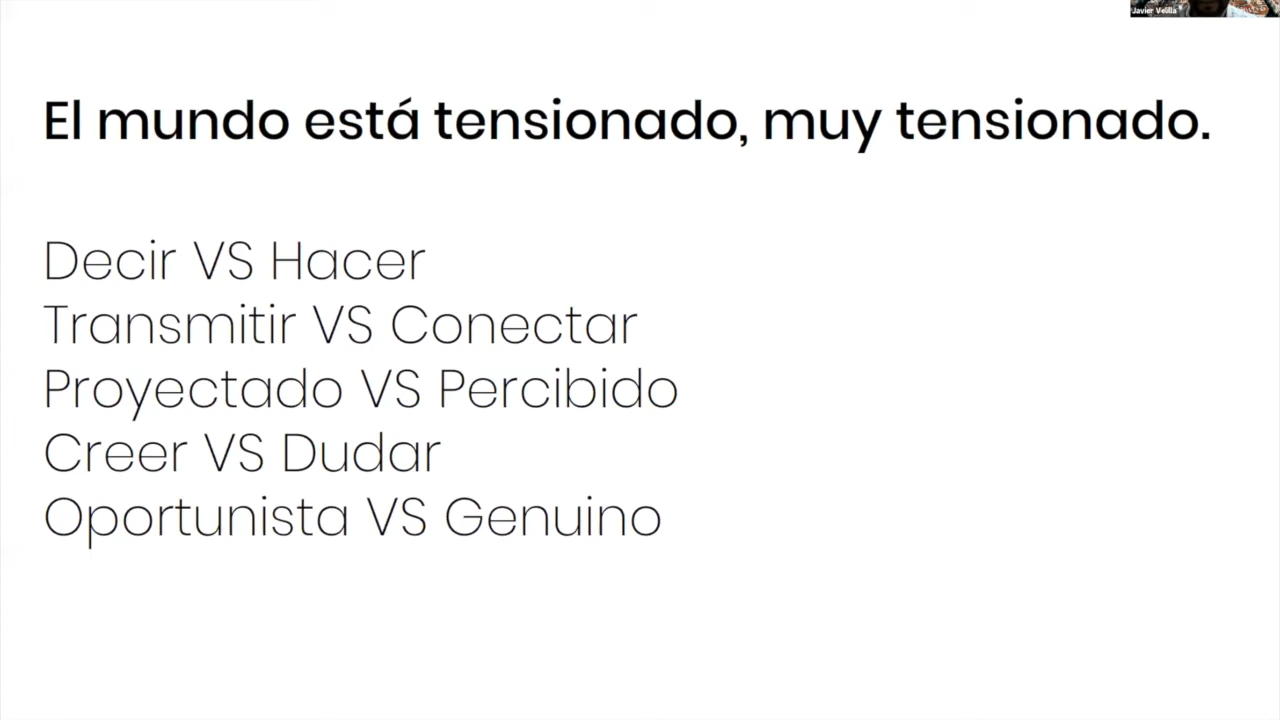 Javier Velilla
El mundo está tensionado, muy tensionado.
Decir VS Hacer
Transmitir VS Conectar
Proyectado VS Percibido
Creer VS Dudar
Oportunista VS Genuino